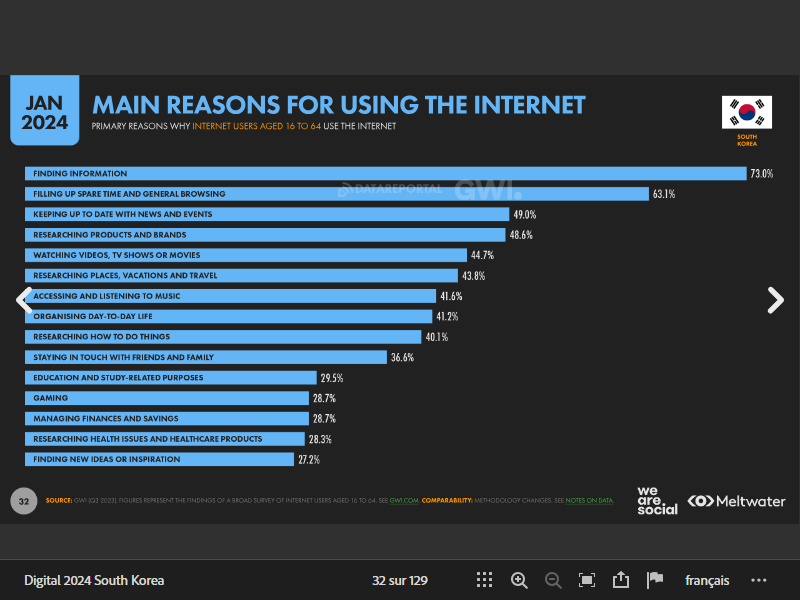 JAN
2024
MAIN REASONS FOR USING THE INTERNET
PRIMARY REASONS WHY INTERNET USERS AGED 16 TO 64 USE THE INTERNET
SOUTH
KOREA
DATAREPORTAL GWI.
FINDING INFORMATION 73.0%
FILLING UP SPARE TIME AND GENERAL BROWSING 63.1%
KEEPING UP TO DATE WITH NEWS AND EVENTS 49.0%
RESEARCHING PRODUCTS AND BRANDS 48.6%
WATCHING VIDEOS, TV SHOWS OR MOVIES 44.7%
RESEARCHING PLACES, VACATIONS AND TRAVEL 43.8%
ACCESSING AND LISTENING TO MUSIC 41.6%
ORGANISING DAY-TO-DAY LIFE 41.2%
RESEARCHING HOW TO DO THINGS 40.1%
STAYING IN TOUCH WITH FRIENDS AND FAMILY 36.6%
EDUCATION AND STUDY-RELATED PURPOSES 29.5%
GAMING 28.7%
MANAGING FINANCES AND SAVINGS 28.7%
RESEARCHING HEALTH ISSUES AND HEALTHCARE PRODUCTS 28.3%
FINDING NEW IDEAS OR INSPIRATION 27.2%
32
SOURCE: GWI (Q3 2023). FIGURES REPRESENT THE FINDINGS OF A BROAD SURVEY OF INTERNET USERS AGED 16 TO 64. SEE GWI.COM. COMPARABILITY: METHODOLOGY CHANGES. SEE NOTES ON DATA.
we
are.
social
Meltwater
Digital 2024 South Korea
32 sur 129
français